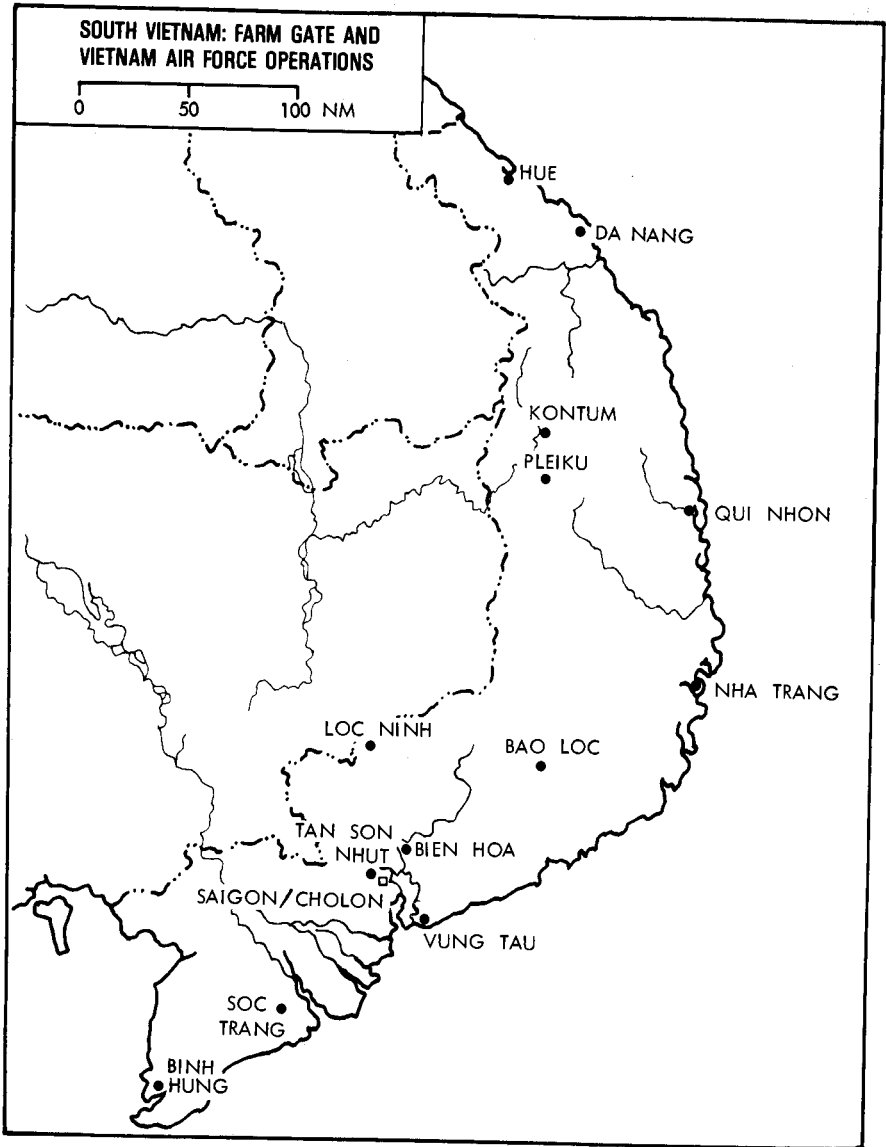 SOUTH VIETNAM: FARM GATE AND
VIETNAM AIR FORCE OPERATIONS
0 50 100 NM
HUE
DA NANG
KONTUM
PLEIKU
QUI NHON
NHA TRANG
LOC NINH
BAO LOC
TAN SON
NHUT
BIEN HOA
SAIGON/CHOLON
VUNG TAU
SOC
TRANG
BINH
HUNG